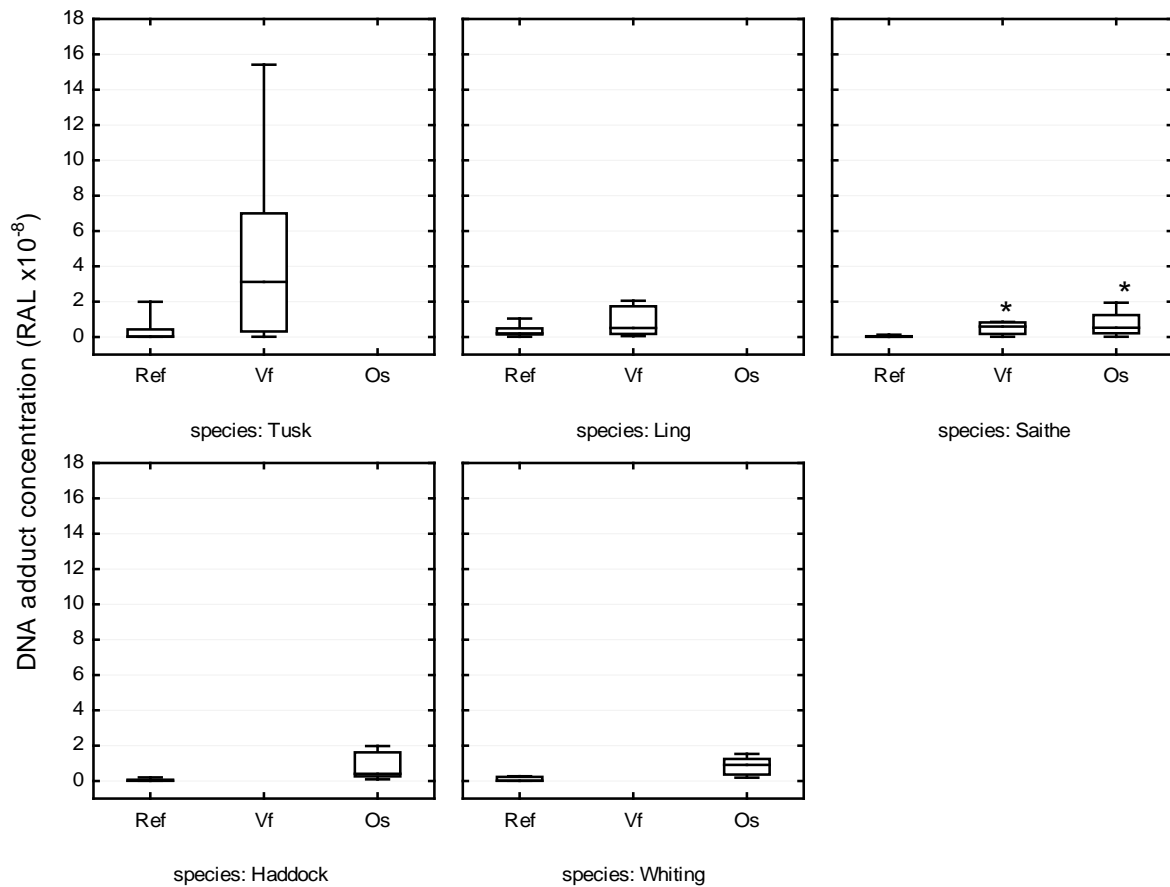 DNA adduct concentration (RAL x10⁻⁸)
18
16
14
12
10
8
6
4
2
0
Ref Vf Os
species: Tusk
Ref Vf Os
species: Ling
*
*
Ref Vf Os
species: Saithe
18
16
14
12
10
8
6
4
2
0
Ref Vf Os
species: Haddock
Ref Vf Os
species: Whiting